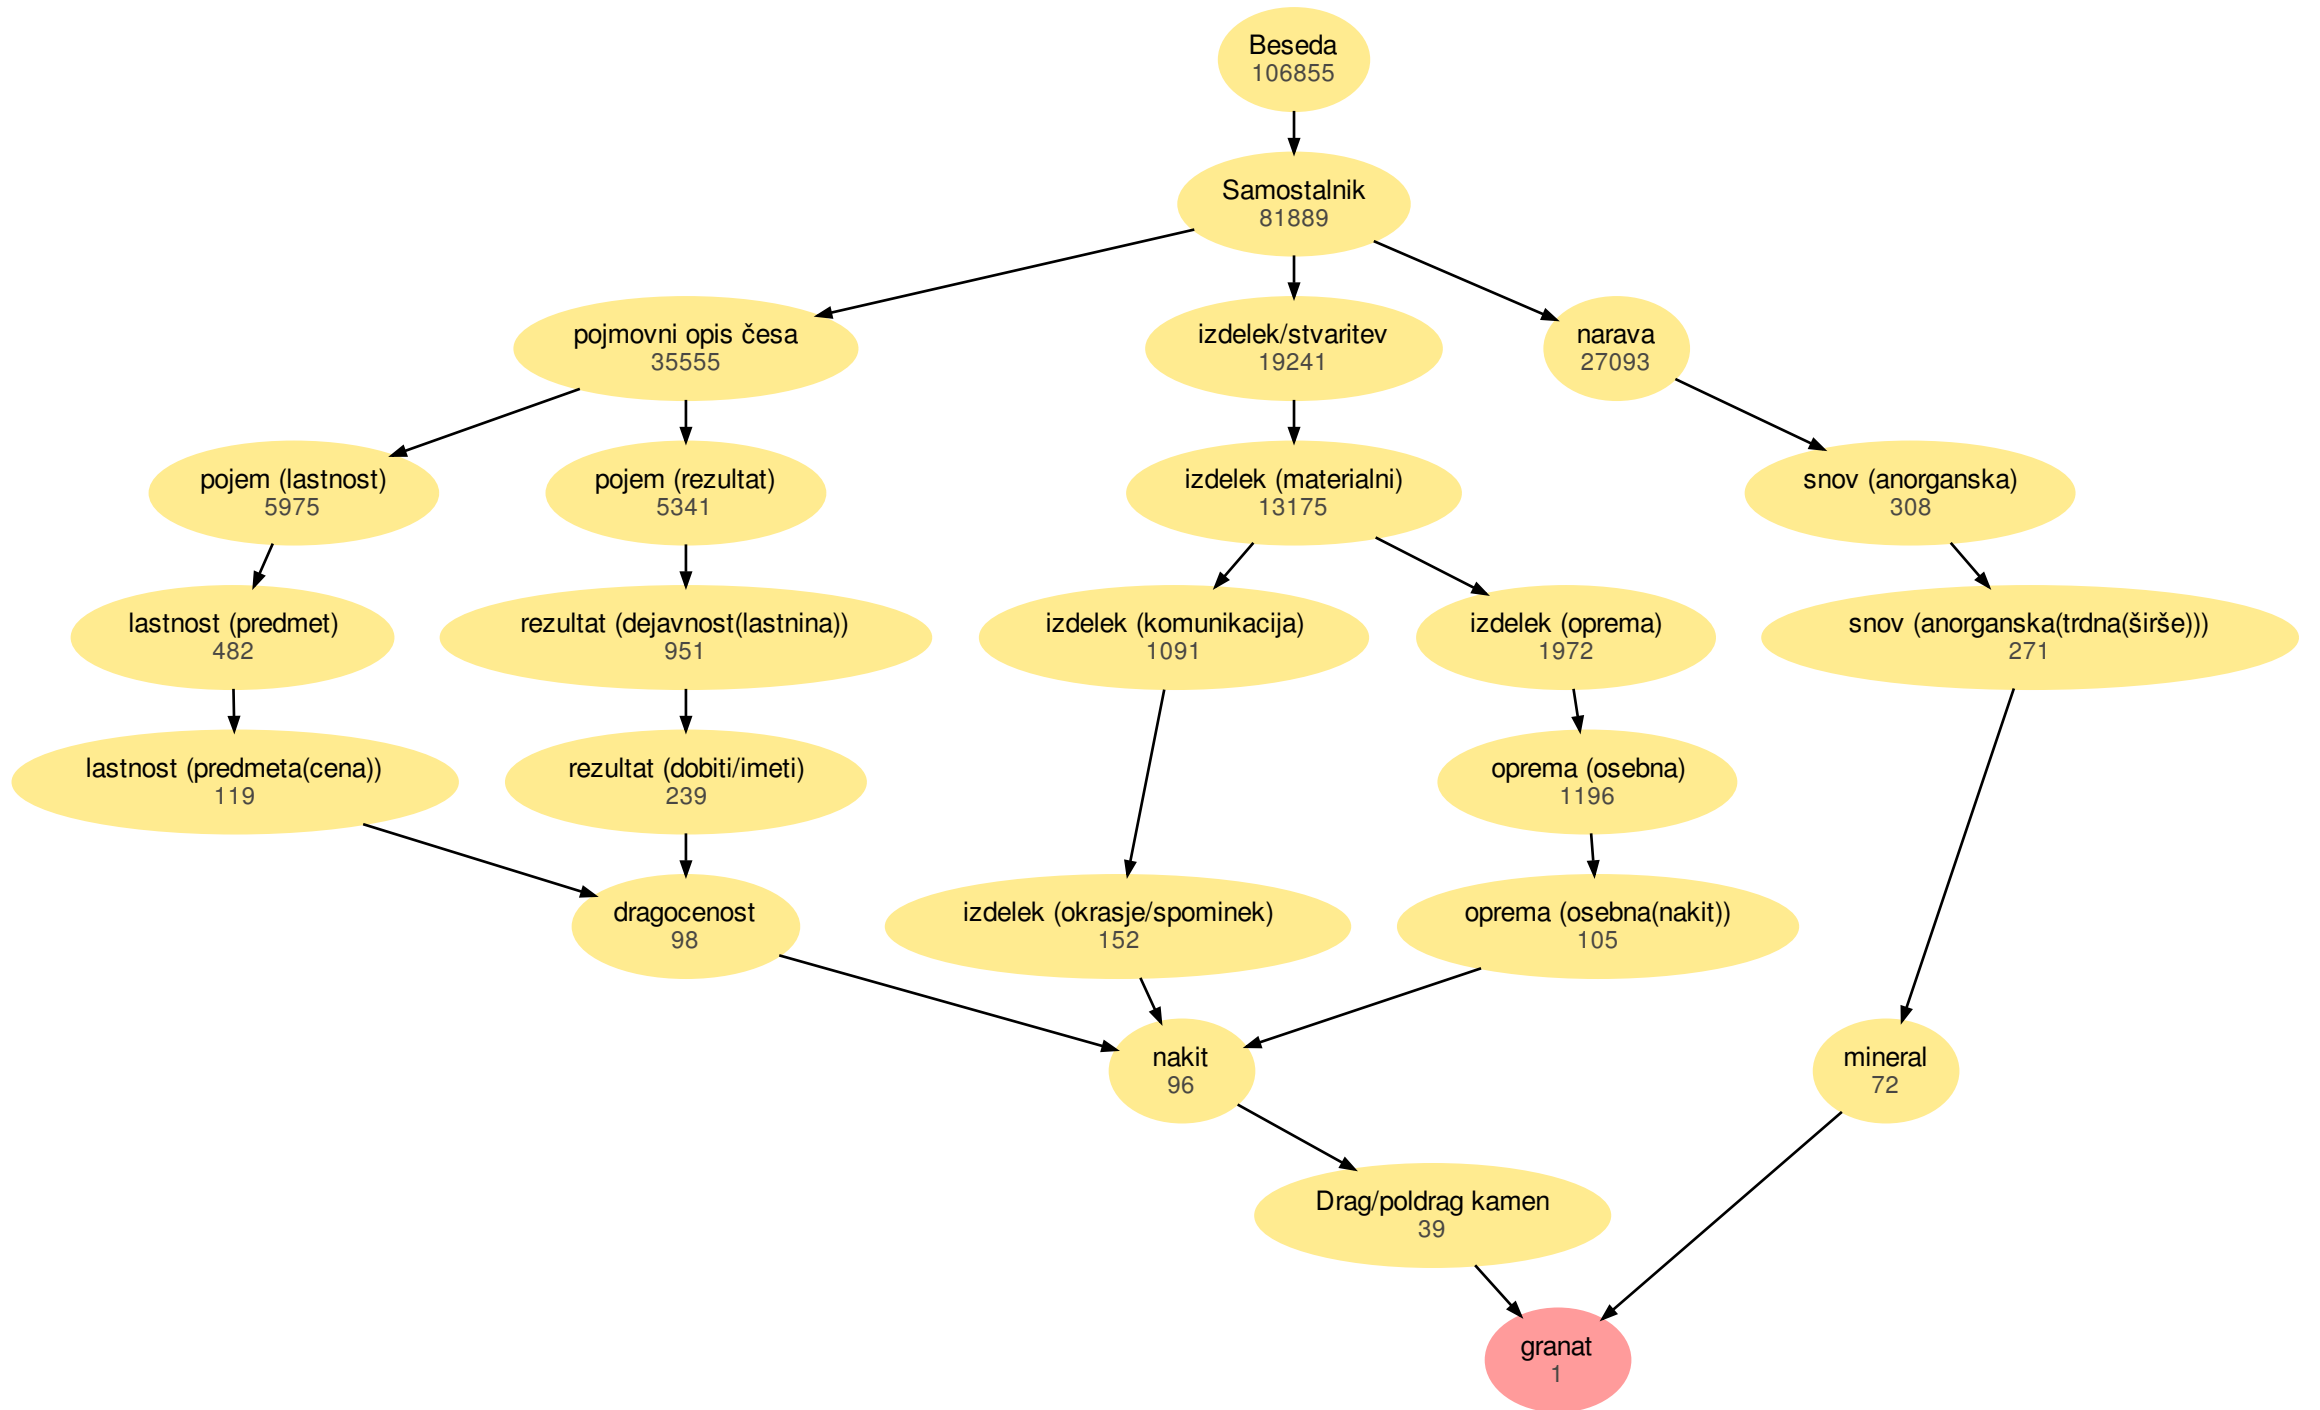 Beseda
106855
Samostalnik
81889
pojmovni opis česa
35555
izdelek/stvaritev
19241
narava
27093
pojem (lastnost)
5975
pojem (rezultat)
5341
izdelek (materialni)
13175
snov (anorganska)
308
lastnost (predmet)
482
rezultat (dejavnost(lastnina))
951
izdelek (komunikacija)
1091
izdelek (oprema)
1972
snov (anorganska(trdna(širše)))
271
lastnost (predmeta(cena))
119
rezultat (dobiti/imeti)
239
oprema (osebna)
1196
dragocenost
98
izdelek (okrasje/spominek)
152
oprema (osebna(nakit))
105
nakit
96
mineral
72
Drag/poldrag kamen
39
granat
1